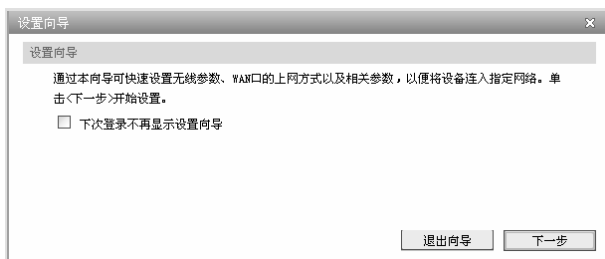 设置向导
设置向导
通过本向导可快速设置无线参数、WAN口的上网方式以及相关参数，以便将设备连入指定网络。单
击<下一步>开始设置。
下次登录不再显示设置向导
退出向导
下一步